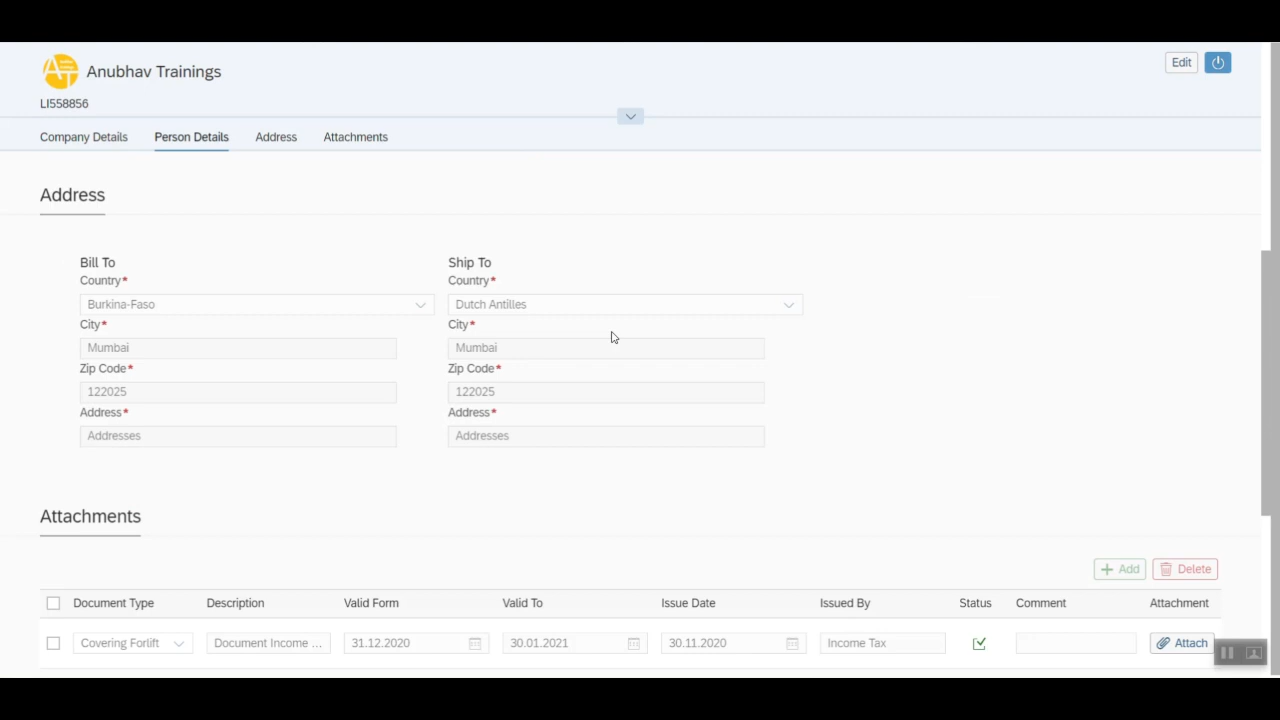 Anubhav Trainings
Edit
LI558856
Company Details Person Details Address Attachments
Address
Bill To Ship To
Country* Country*
Burkina-Faso Dutch Antilles
City* City*
Mumbai Mumbai
Zip Code* Zip Code*
122025 122025
Address* Address*
Addresses Addresses
Attachments
+ Add Delete
Document Type Description Valid Form Valid To Issue Date Issued By Status Comment Attachment
Covering Forlift Document Income ... 31.12.2020 30.01.2021 30.11.2020 Income Tax Attach